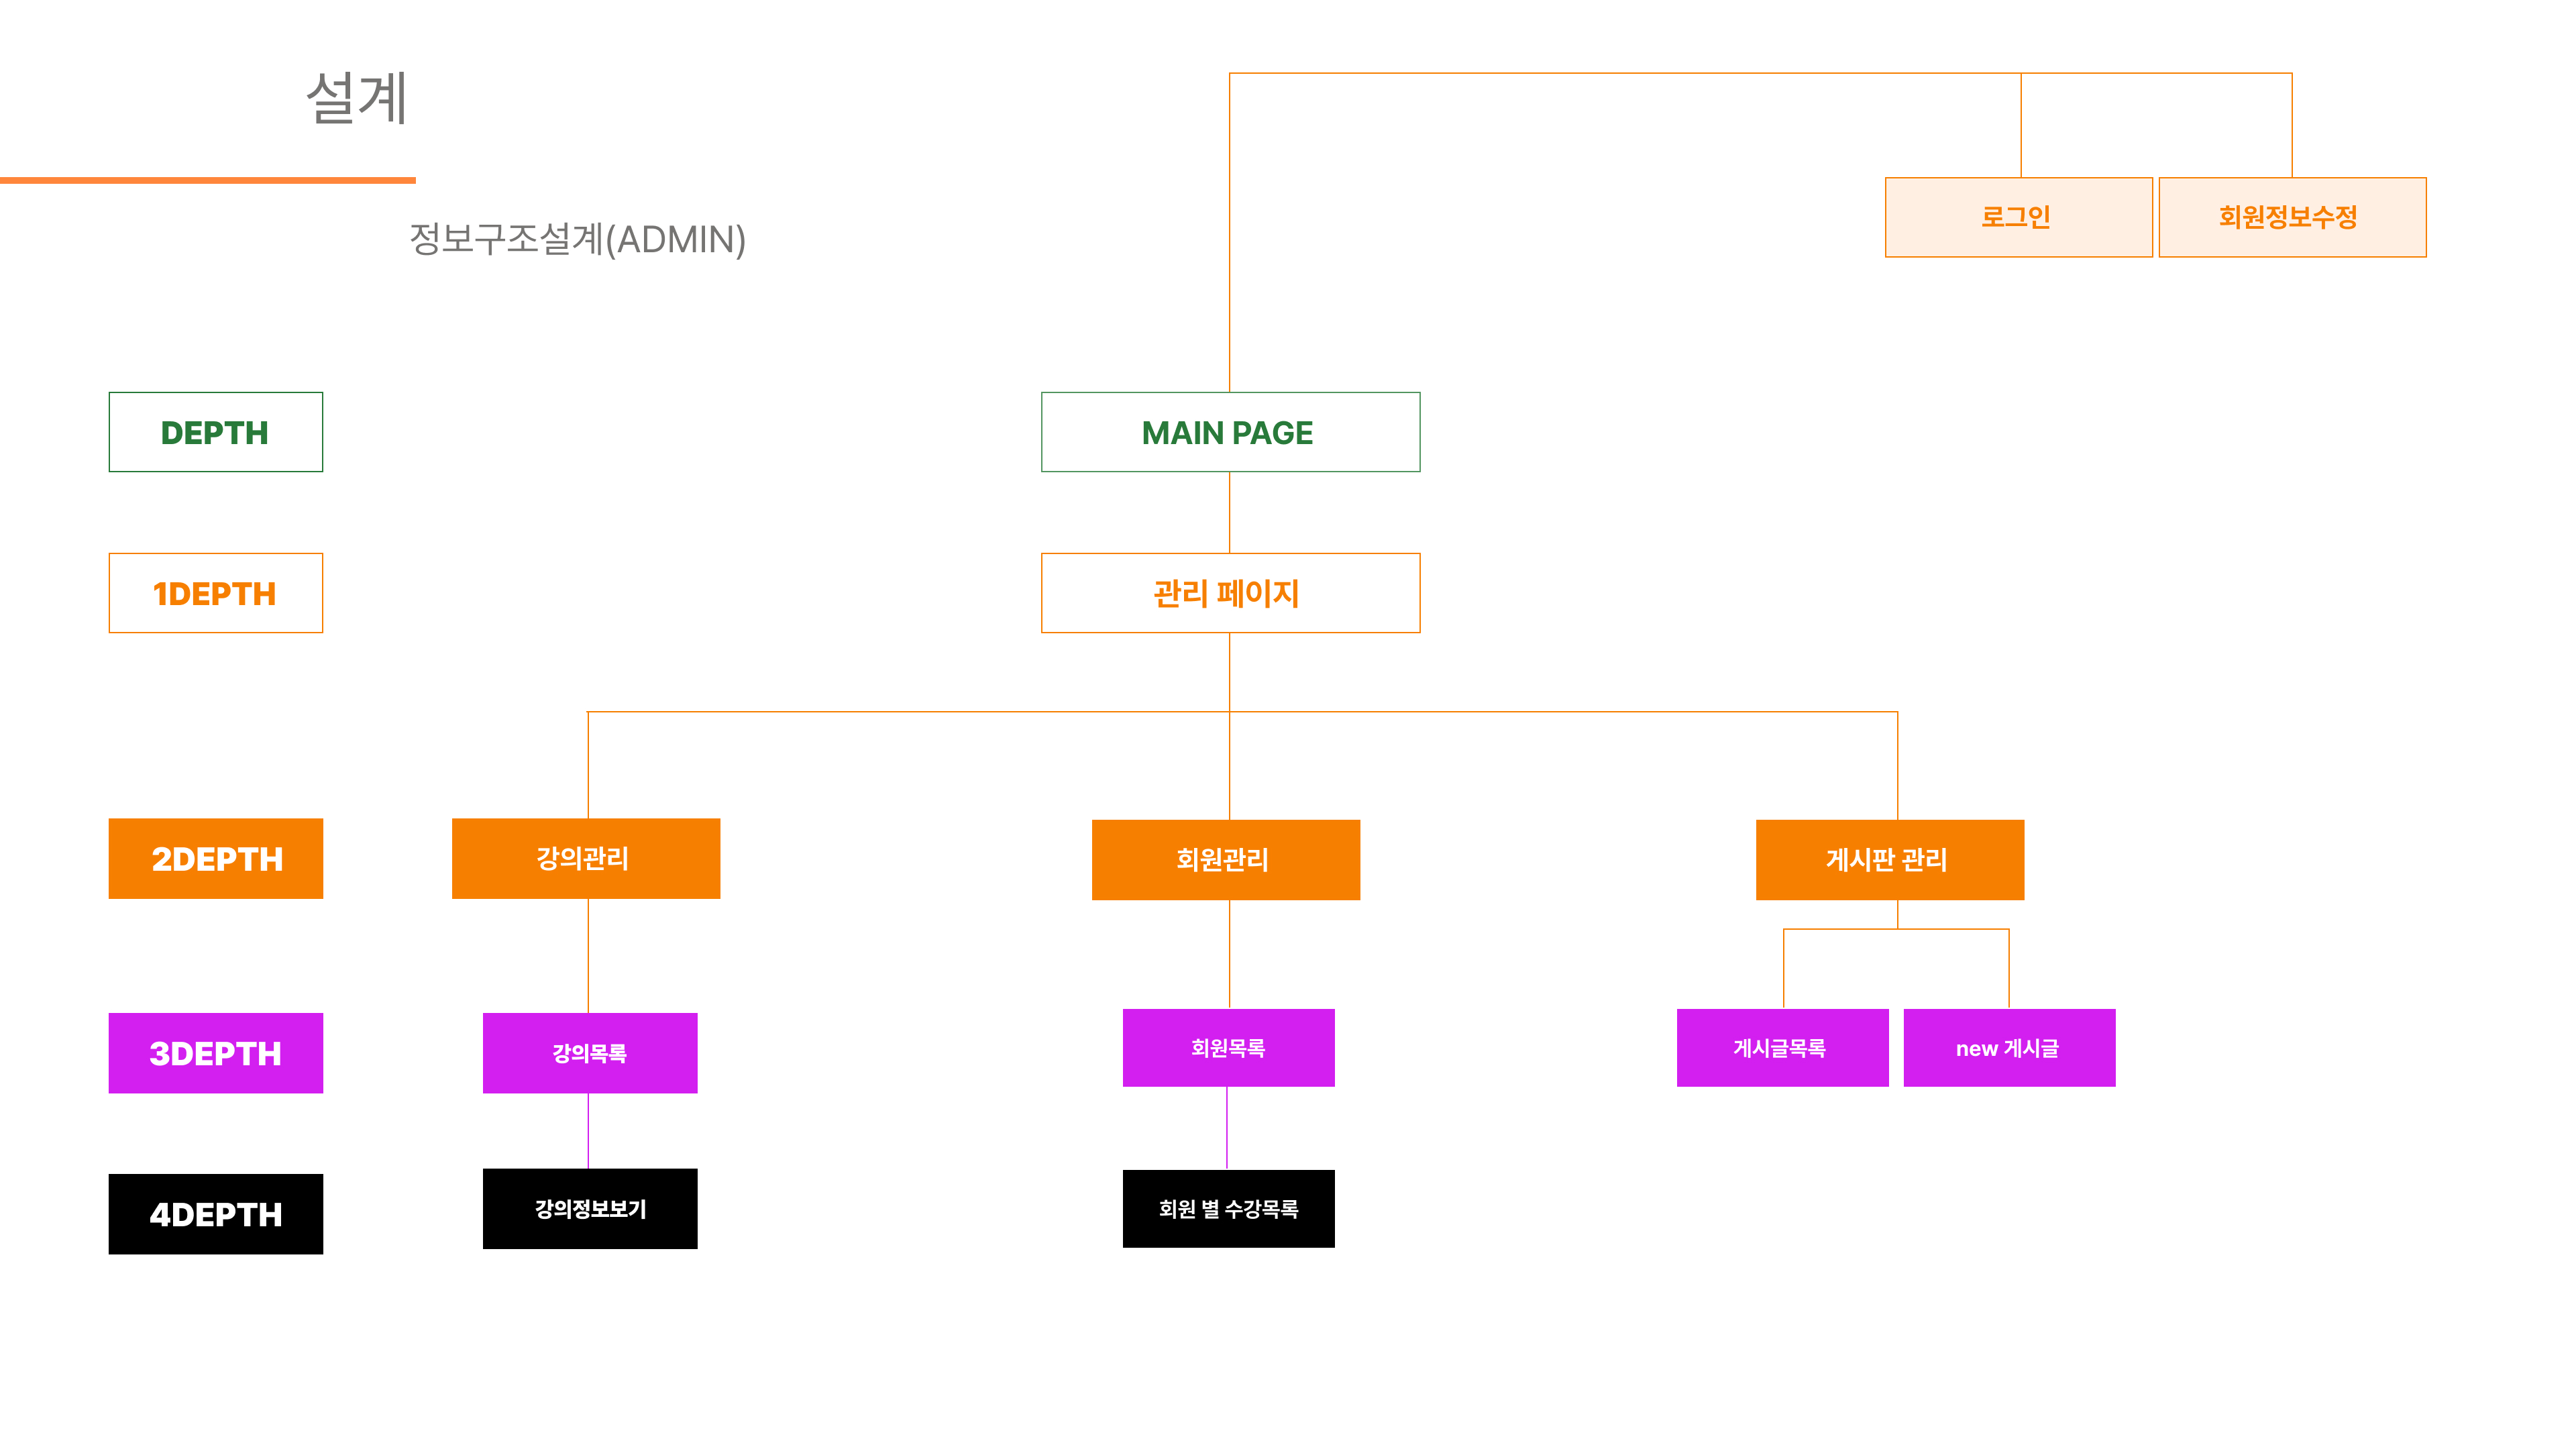 설계
정보구조설계(ADMIN)
로그인
회원정보수정
DEPTH
MAIN PAGE
1DEPTH
관리 페이지
2DEPTH
강의관리
회원관리
게시판 관리
3DEPTH
강의목록
회원목록
게시글목록
new 게시글
4DEPTH
강의정보보기
회원 별 수강목록